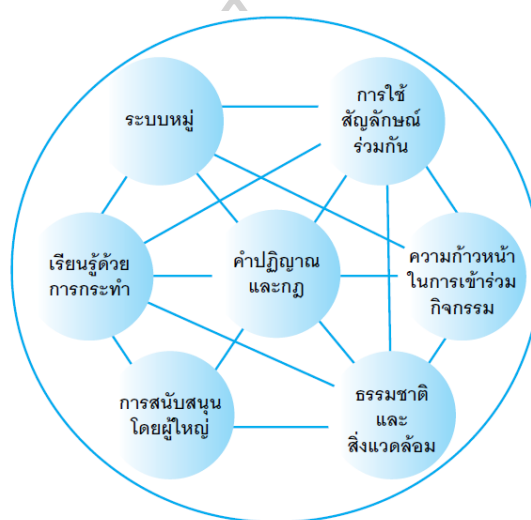 ระบบหมู่
การใช้
สัญลักษณ์
ร่วมกัน
เรียนรู้ด้วย
การกระทำ
คำปฏิญาณ
และกฎ
ความก้าวหน้า
ในการเข้าร่วม
กิจกรรม
การสนับสนุน
โดยผู้ใหญ่
ธรรมชาติ
และ
สิ่งแวดล้อม